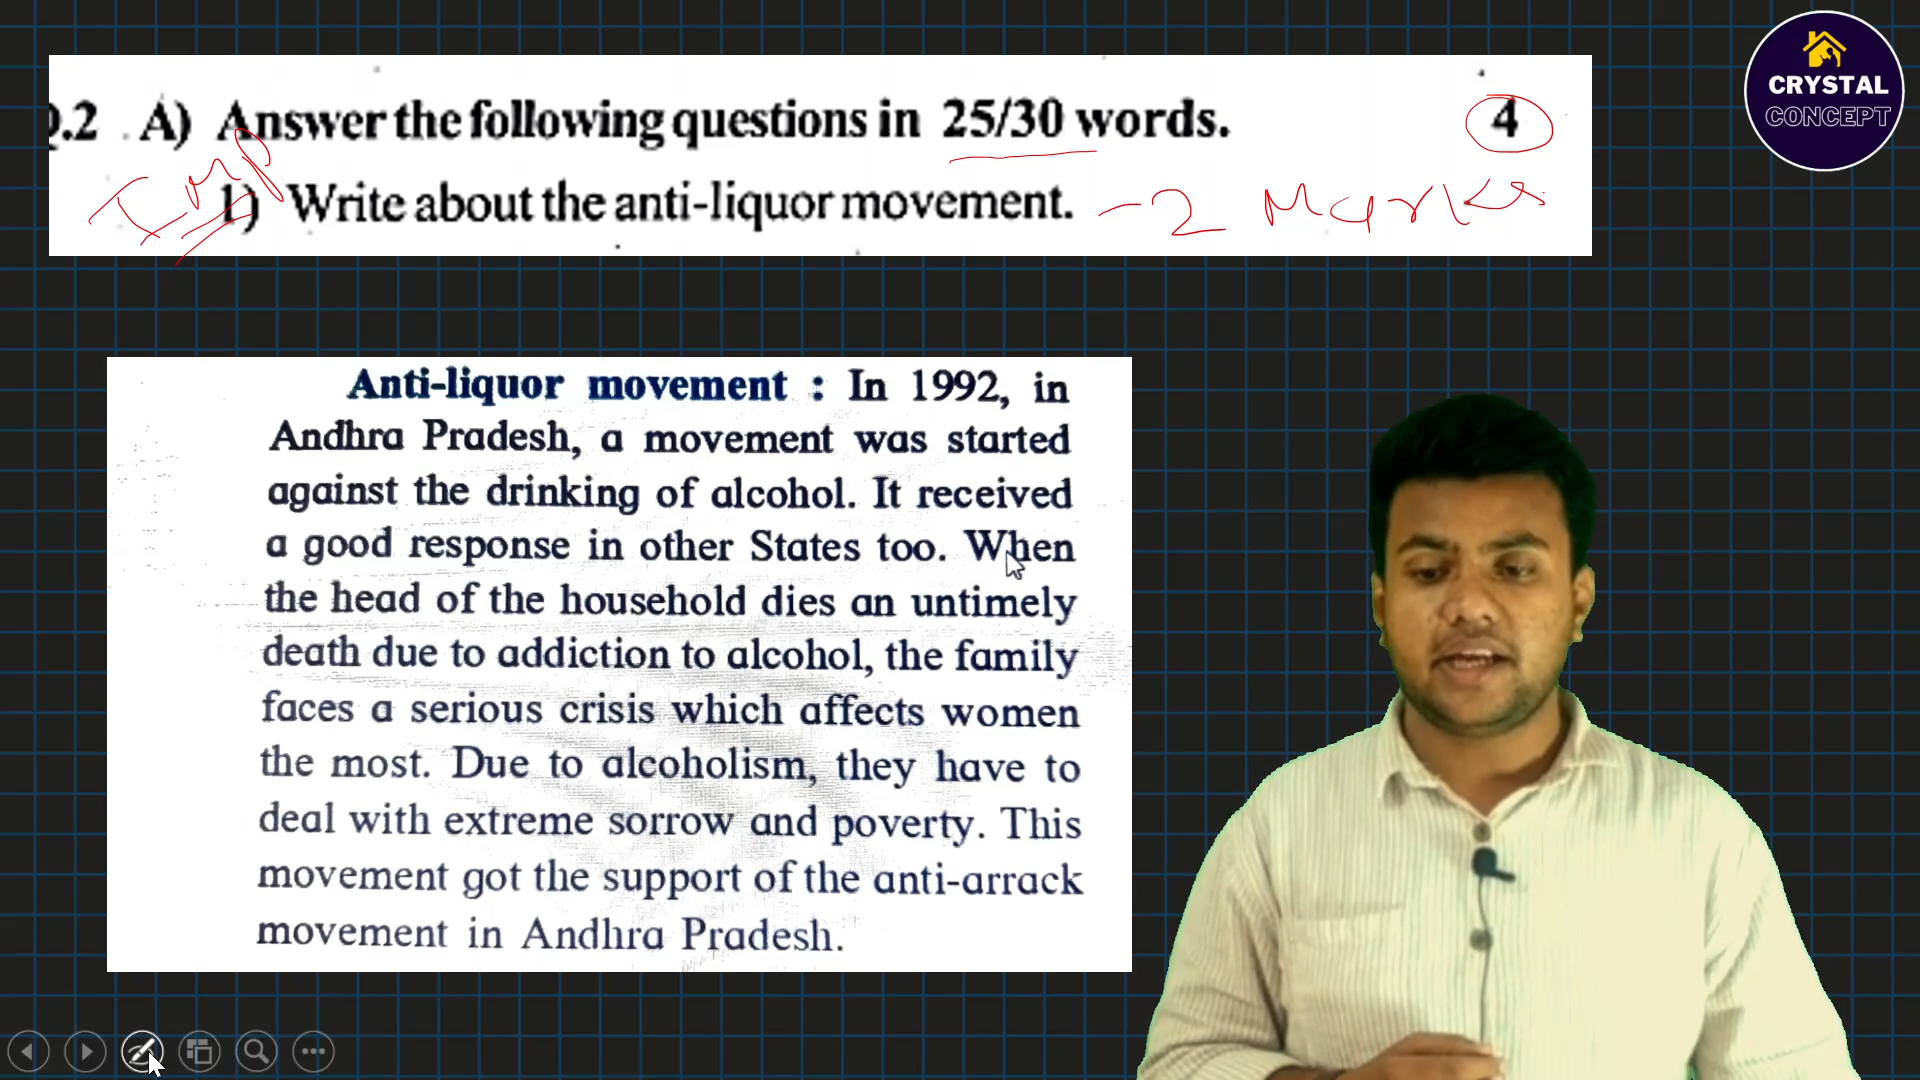 CRYSTAL
CONCEPT
Q.2 A) Answer the following questions in 25/30 words. 4
Imp
1) Write about the anti-liquor movement. - 2 Marks
Anti-liquor movement : In 1992, in
Andhra Pradesh, a movement was started
against the drinking of alcohol. It received
a good response in other States too. When
the head of the household dies an untimely
death due to addiction to alcohol, the family
faces a serious crisis which affects women
the most. Due to alcoholism, they have to
deal with extreme sorrow and poverty. This
movement got the support of the anti-arrack
movement in Andhra Pradesh.